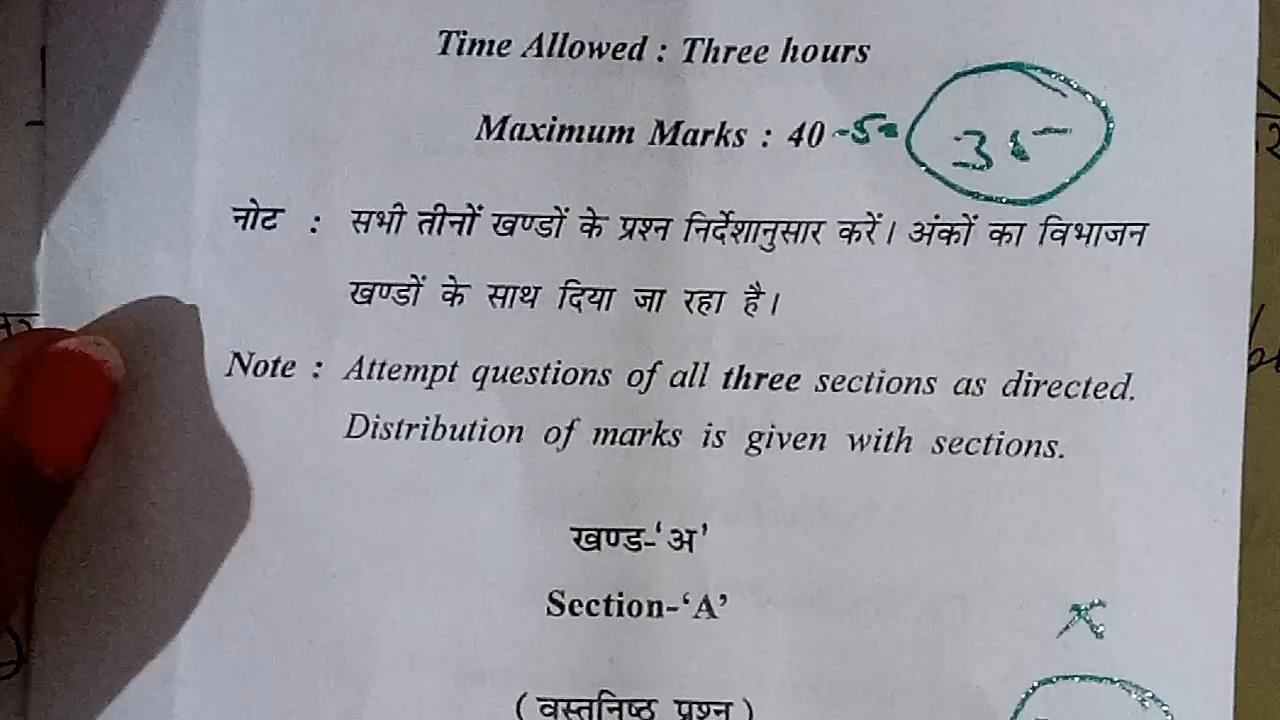 Time Allowed : Three hours
Maximum Marks : 40 -5= 35
नोट : सभी तीनों खण्डों के प्रश्न निर्देशानुसार करें। अंकों का विभाजन
खण्डों के साथ दिया जा रहा है।
Note : Attempt questions of all three sections as directed.
Distribution of marks is given with sections.
खण्ड-‘अ’
Section-‘A’
(वस्तुनिष्ठ प्रश्न)